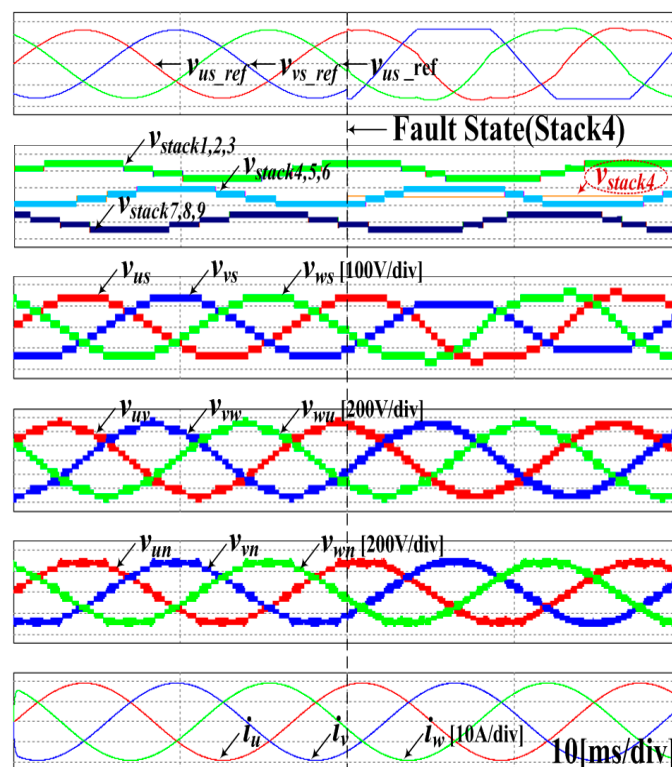 v_us_ref v_vs_ref v_us_ref
Fault State(Stack4)
v_stack1,2,3
v_stack4,5,6
v_stack4
v_stack7,8,9
v_us v_vs v_ws [100V/div]
v_uv v_vw v_wu [200V/div]
v_un v_vn v_wn [200V/div]
i_u i_v i_w [10A/div]
10[ms/div]